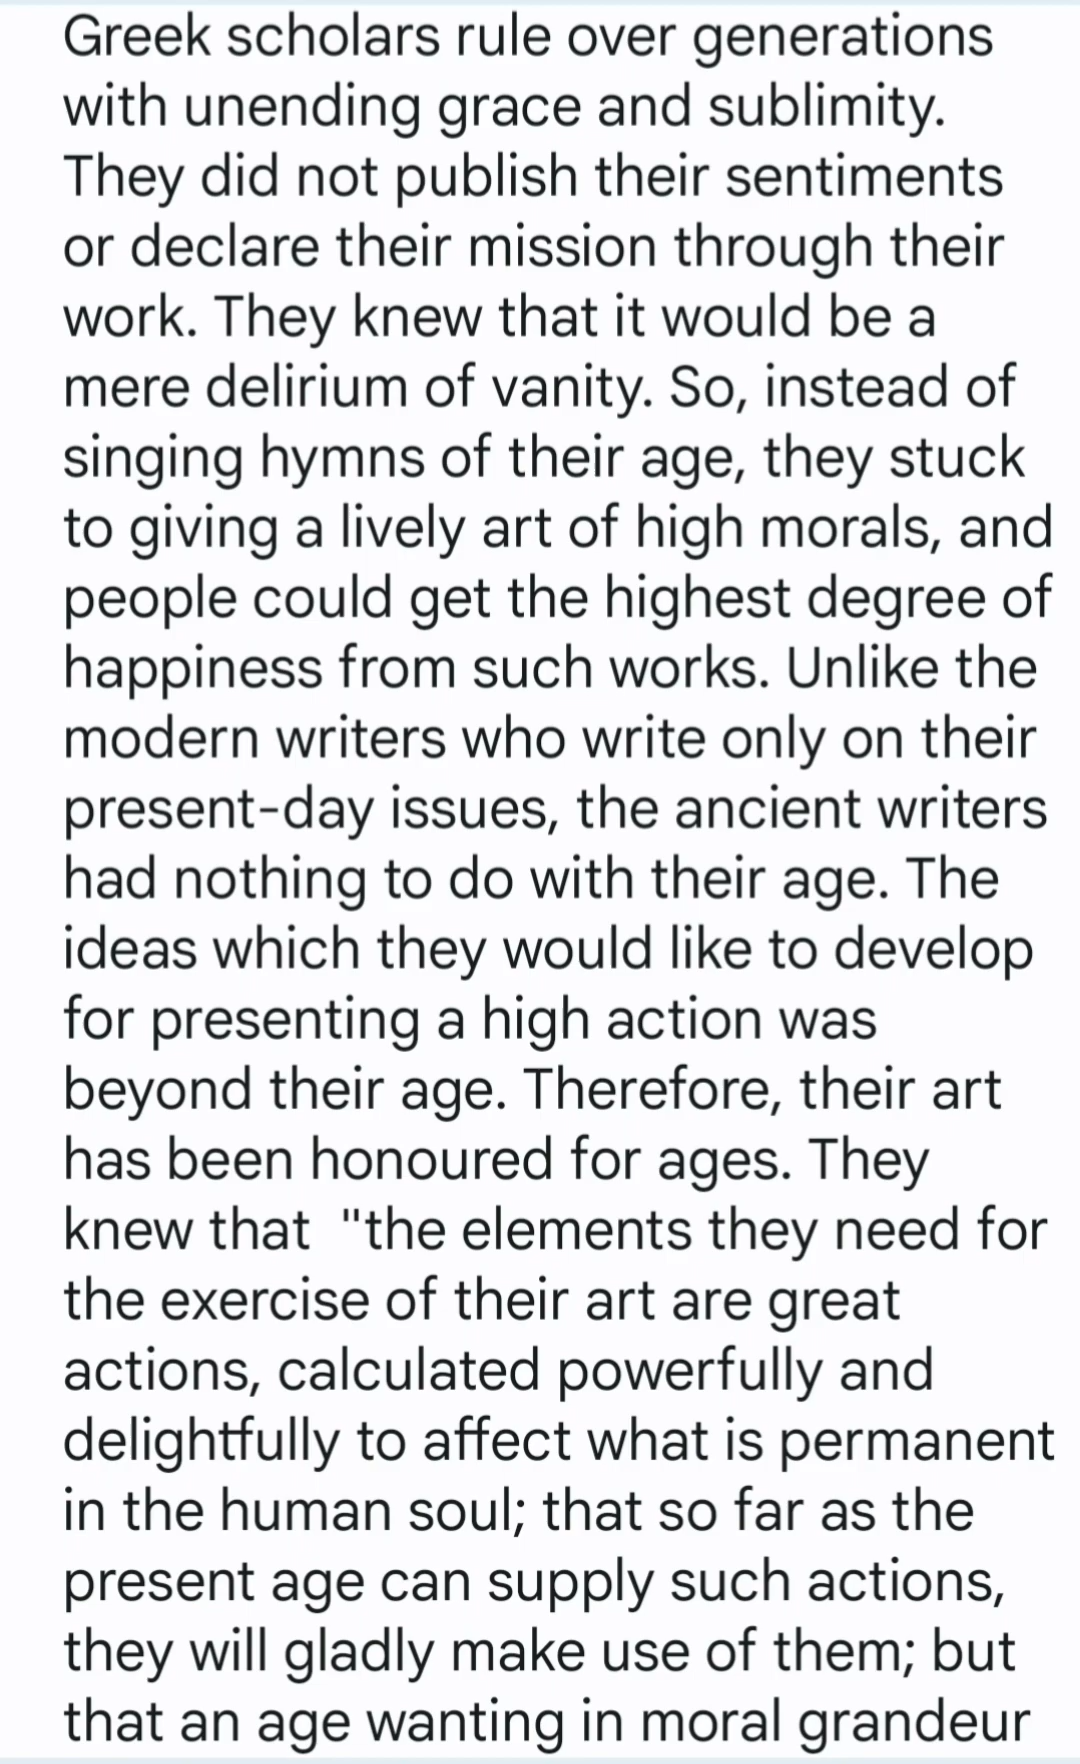 Greek scholars rule over generations
with unending grace and sublimity.
They did not publish their sentiments
or declare their mission through their
work. They knew that it would be a
mere delirium of vanity. So, instead of
singing hymns of their age, they stuck
to giving a lively art of high morals, and
people could get the highest degree of
happiness from such works. Unlike the
modern writers who write only on their
present-day issues, the ancient writers
had nothing to do with their age. The
ideas which they would like to develop
for presenting a high action was
beyond their age. Therefore, their art
has been honoured for ages. They
knew that  "the elements they need for
the exercise of their art are great
actions, calculated powerfully and
delightfully to affect what is permanent
in the human soul; that so far as the
present age can supply such actions,
they will gladly make use of them; but
that an age wanting in moral grandeur